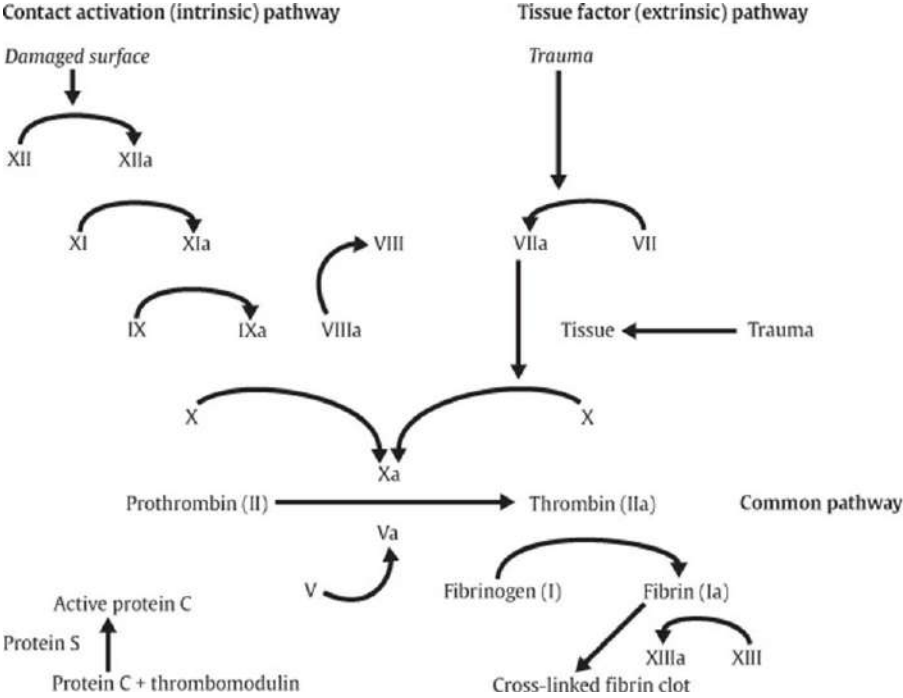 Contact activation (intrinsic) pathway
Tissue factor (extrinsic) pathway
Damaged surface
Trauma
XII
XIIa
XI
XIa
VIII
VIIa
VII
IX
IXa
VIIIa
Tissue
Trauma
X
X
Xa
Prothrombin (II)
Thrombin (IIa)
Common pathway
Va
V
Fibrinogen (I)
Fibrin (Ia)
Active protein C
Protein S
XIIIa
XIII
Protein C + thrombomodulin
Cross-linked fibrin clot